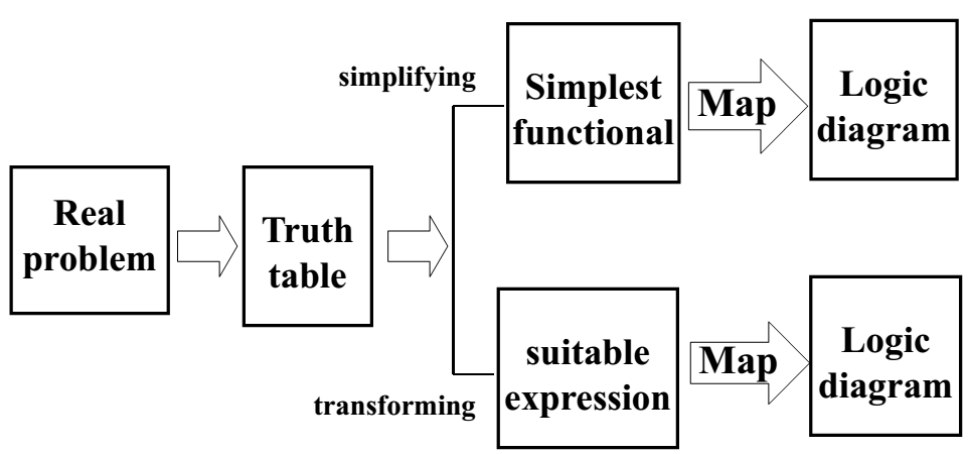 Real
problem
Truth
table
simplifying
Simplest
functional
Map
Logic
diagram
transforming
suitable
expression
Map
Logic
diagram